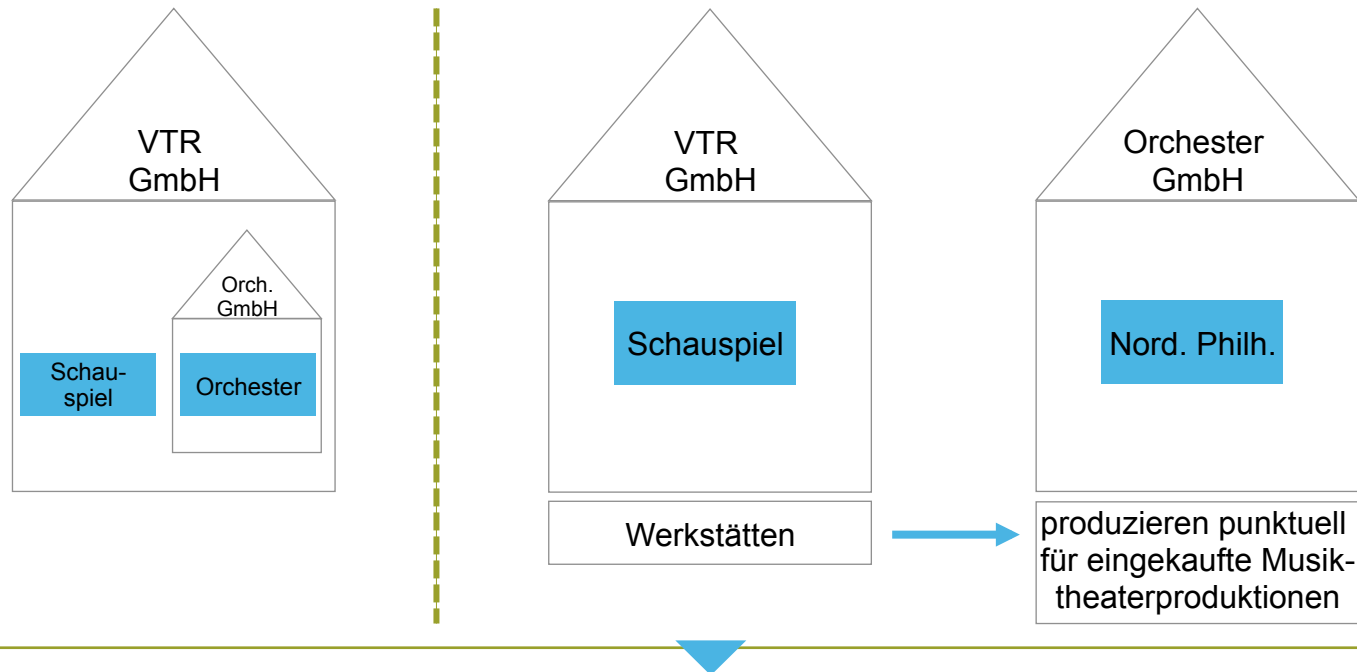 VTR
GmbH
Orch.
GmbH
Schau-
spiel
Orchester
VTR
GmbH
Schauspiel
Werkstätten
Orchester
GmbH
Nord. Philh.
produzieren punktuell
für eingekaufte Musik-
theaterproduktionen